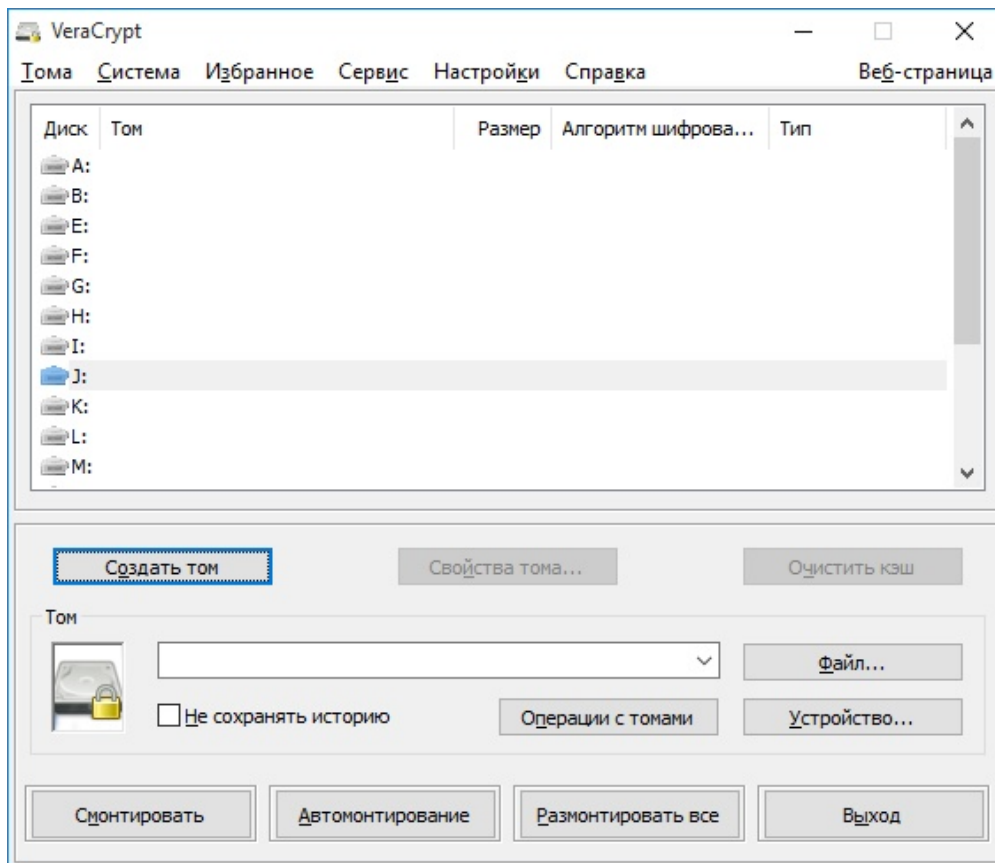 VeraCrypt
Тома Система Избранное Сервис Настройки Справка Веб-страница
Диск Том Размер Алгоритм шифрова... Тип
A:
B:
E:
F:
G:
H:
I:
J:
K:
L:
M:
Создать том Свойства тома... Очистить кэш
Том
Файл...
Не сохранять историю Операции с томами Устройство...
Смонтировать Автомонтирование Размонтировать все Выход